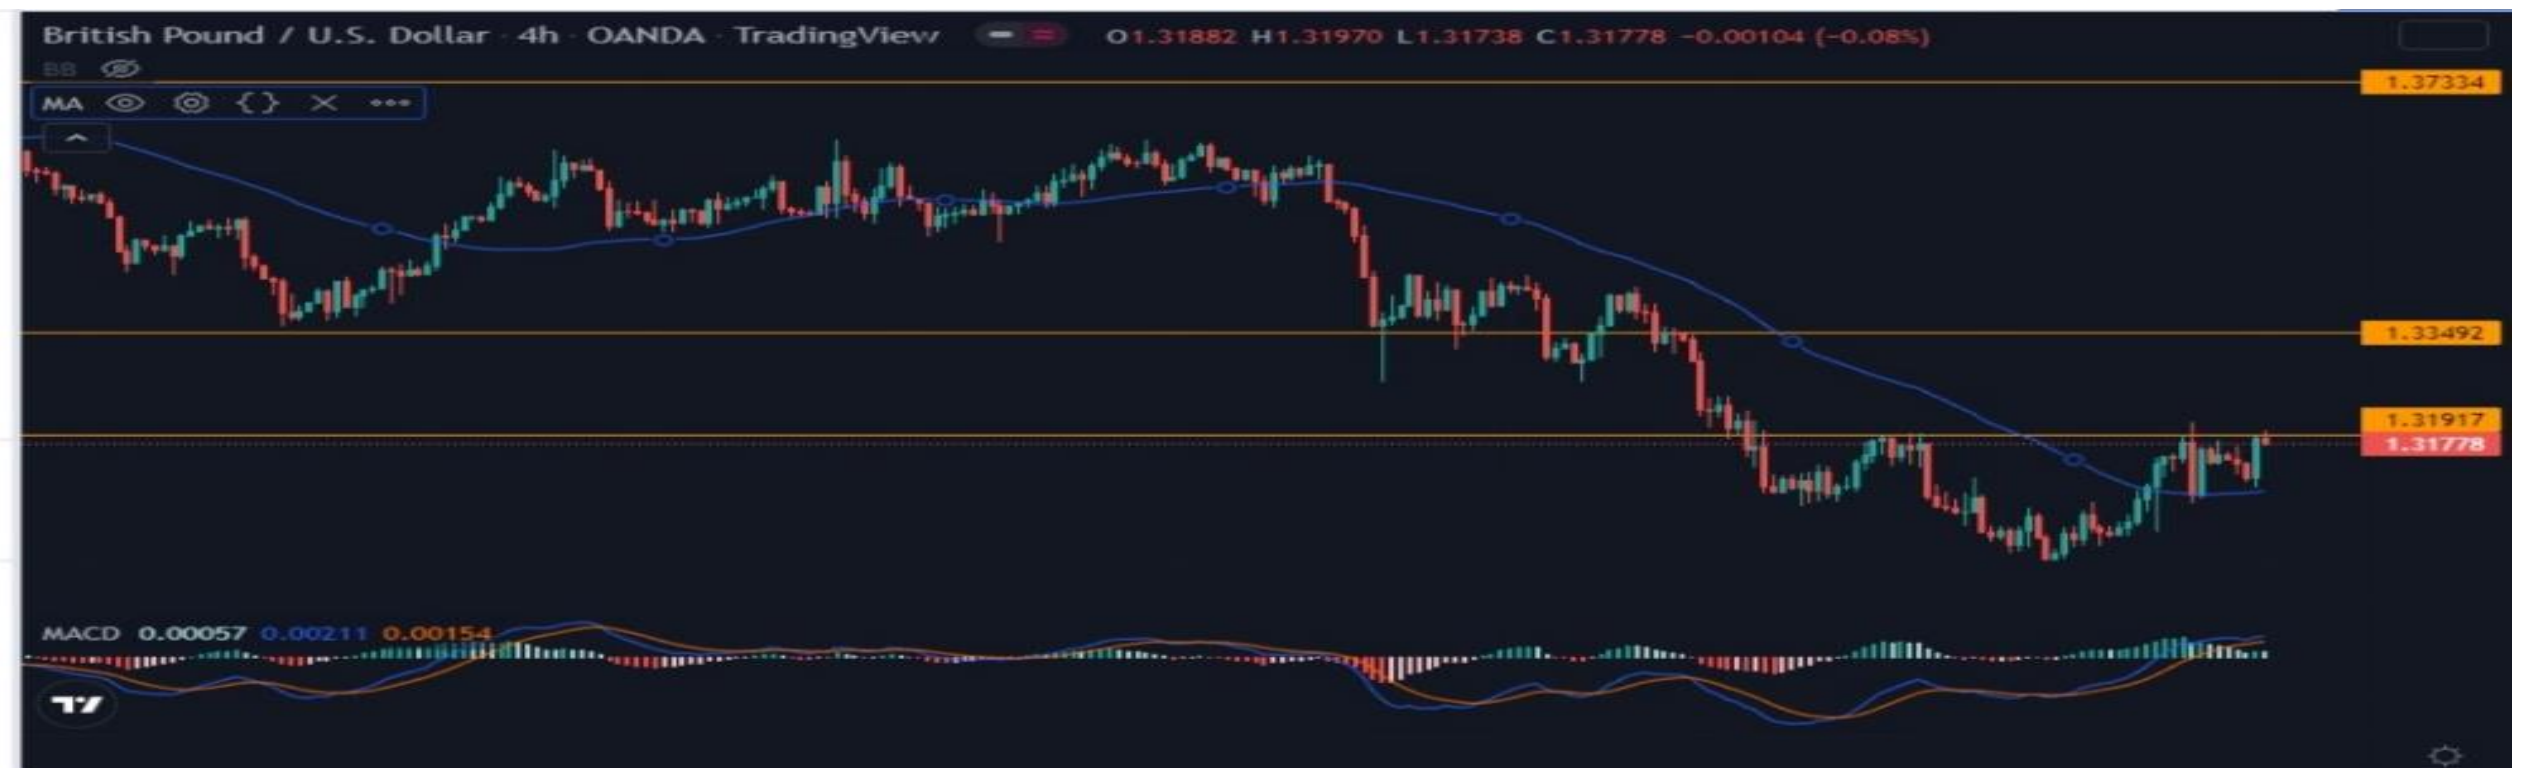 British Pound / U.S. Dollar · 4h · OANDA · TradingView O1.31882 H1.31970 L1.31738 C1.31778 −0.00104 (−0.08%)
BB
1.37334
MA
1.33492
1.31917
1.31778
MACD 0.00057 0.00211 0.00154